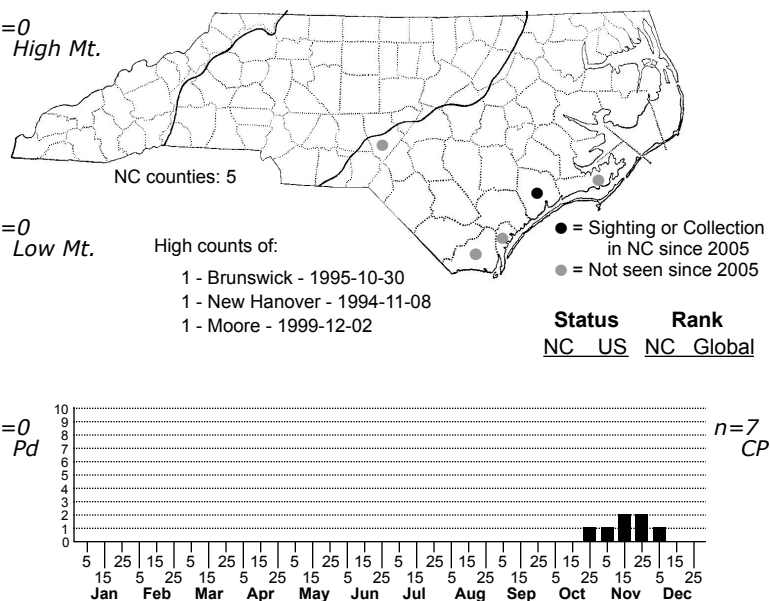 =0
High Mt.
NC counties: 5
=0
Low Mt.
High counts of:
1 - Brunswick - 1995-10-30
1 - New Hanover - 1994-11-08
1 - Moore - 1999-12-02
= Sighting or Collection
in NC since 2005
= Not seen since 2005
Status Rank
NC US NC Global
=0
Pd
n=7
CP
10
9
8
7
6
5
4
3
2
1
0
5 25 15 5 25 15 5 25 15 5 25 15 5 25 15 5 25 15
15 5 25 15 5 25 15 5 25 15 5 25 15 5 25 15 5 25
Jan Feb Mar Apr May Jun Jul Aug Sep Oct Nov Dec